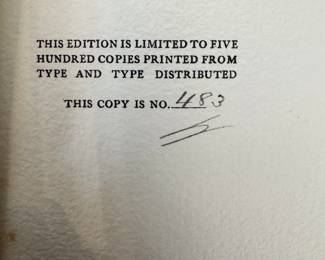 THIS EDITION IS LIMITED TO FIVE
HUNDRED COPIES PRINTED FROM
TYPE AND TYPE DISTRIBUTED
THIS COPY IS NO. 483